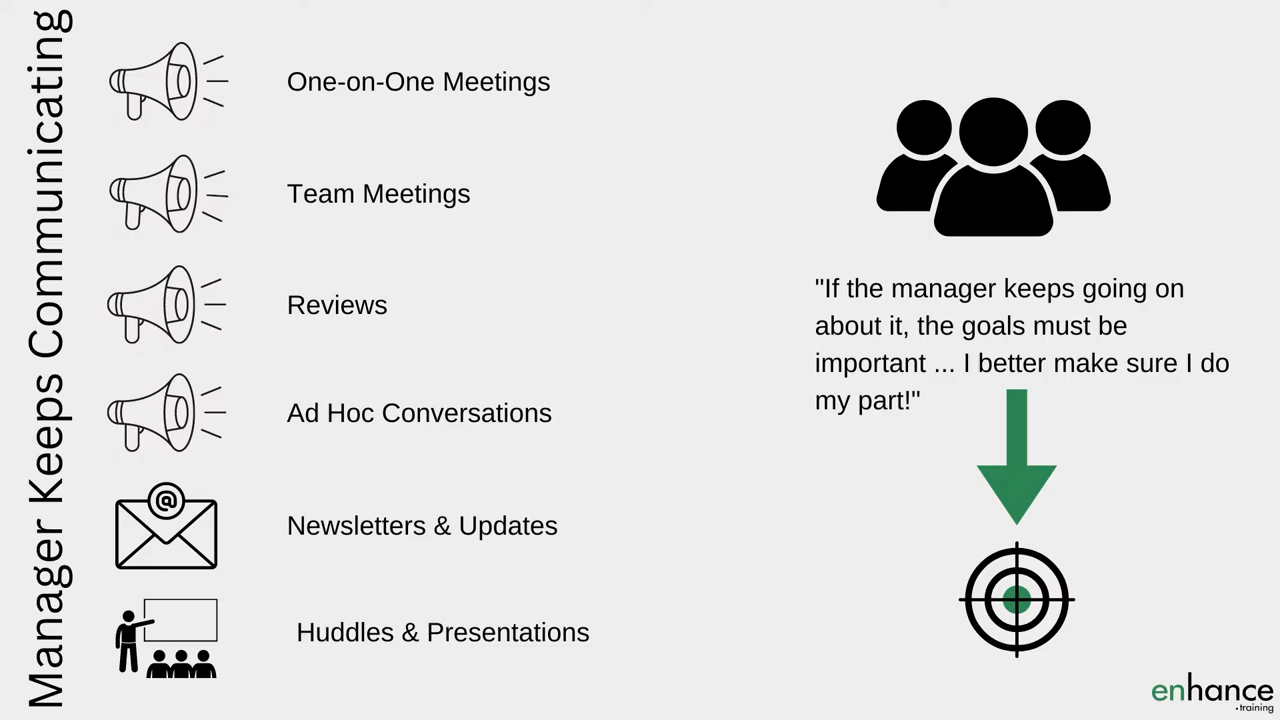 Manager Keeps Communicating
One-on-One Meetings
Team Meetings
Reviews
Ad Hoc Conversations
@
Newsletters & Updates
Huddles & Presentations
"If the manager keeps going on
about it, the goals must be
important ... I better make sure I do
my part!"
enhance
.training